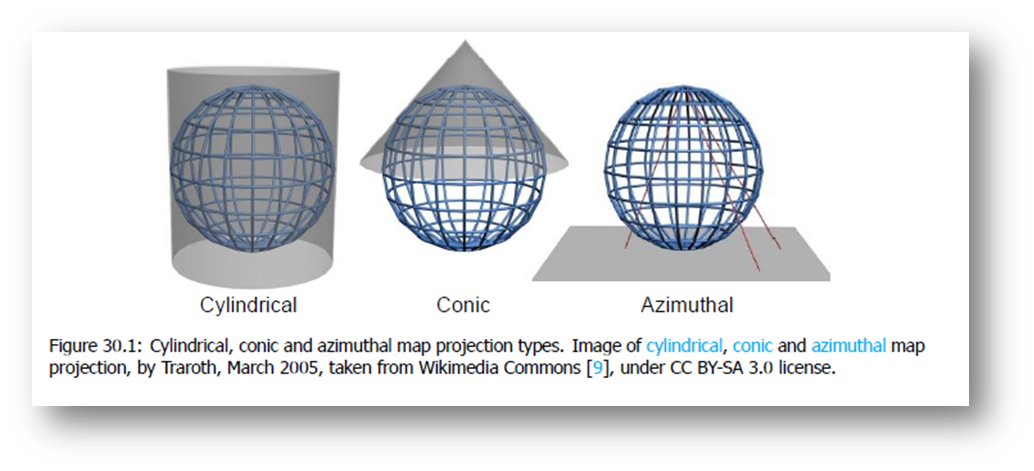 Cylindrical Conic Azimuthal
Figure 30.1: Cylindrical, conic and azimuthal map projection types. Image of cylindrical, conic and azimuthal map
projection, by Traroth, March 2005, taken from Wikimedia Commons [9], under CC BY-SA 3.0 license.